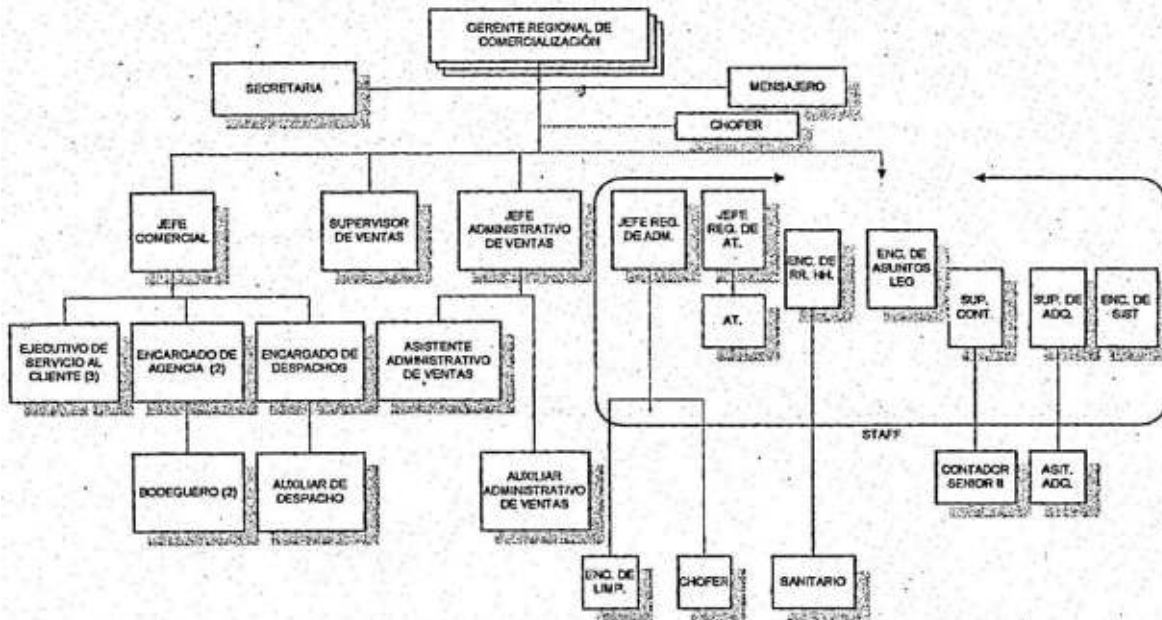 GERENTE REGIONAL DE
COMERCIALIZACIÓN
SECRETARIA
MENSAJERO
CHOFER
JEFE
COMERCIAL
SUPERVISOR
DE VENTAS
JEFE
ADMINISTRATIVO
DE VENTAS
JEFE REG.
DE ADM.
JEFE
REG. DE
AT.
ENC. DE
RR. HH.
ENC. DE
ASUNTOS
LEG
SUP.
CONT.
SUP. DE
ADQ.
ENC. DE
SIST
AT.
EJECUTIVO DE
SERVICIO AL
CLIENTE (3)
ENCARGADO DE
AGENCIA (2)
ENCARGADO DE
DESPACHOS
ASISTENTE
ADMINISTRATIVO
DE VENTAS
STAFF
BODEGUERO (2)
AUXILIAR DE
DESPACHO
AUXILIAR
ADMINISTRATIVO
DE VENTAS
CONTADOR
SENIOR II
ASIT.
ADQ.
ENC. DE
LIMP.
CHOFER
SANITARIO